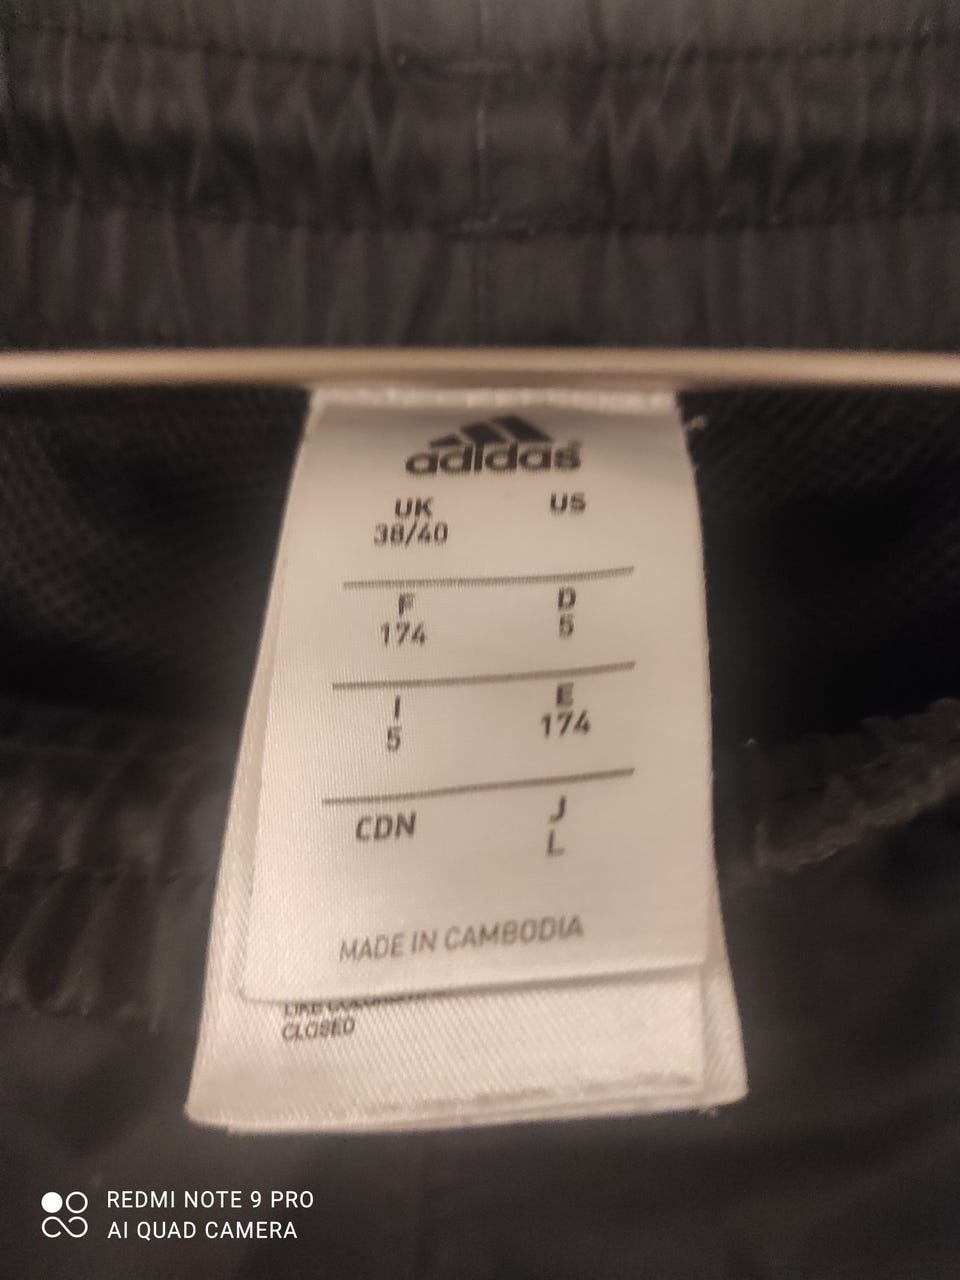 adidas
UK US
38/40
F D
174 5
I E
5 174
CDN J
L
MADE IN CAMBODIA
CLOSED
REDMI NOTE 9 PRO
AI QUAD CAMERA